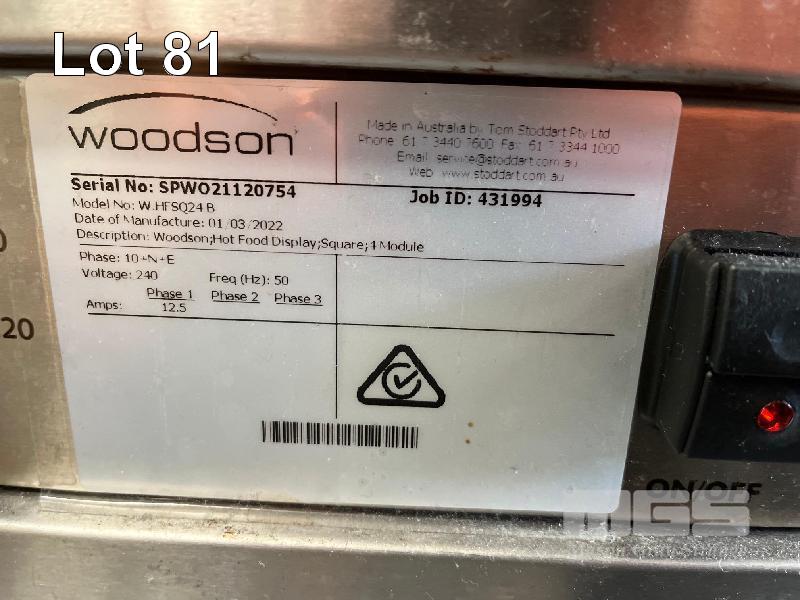 Lot 81
woodson
Made in Australia by Tom Stoddart Pty Ltd
Phone 61 7 3440 7600 Fax 61 7 3344 1000
Email service@stoddart.com.au
Web www.stoddart.com.au
Serial No: SPWO21120754
Job ID: 431994
Model No: W.HFSQ24.B
Date of Manufacture: 01/03/2022
Description: Woodson;Hot Food Display;Square;4 Module
Phase: 10+N+E
Voltage: 240 Freq (Hz): 50
Phase 1 Phase 2 Phase 3
Amps: 12.5
20
ON/OFF
MGS